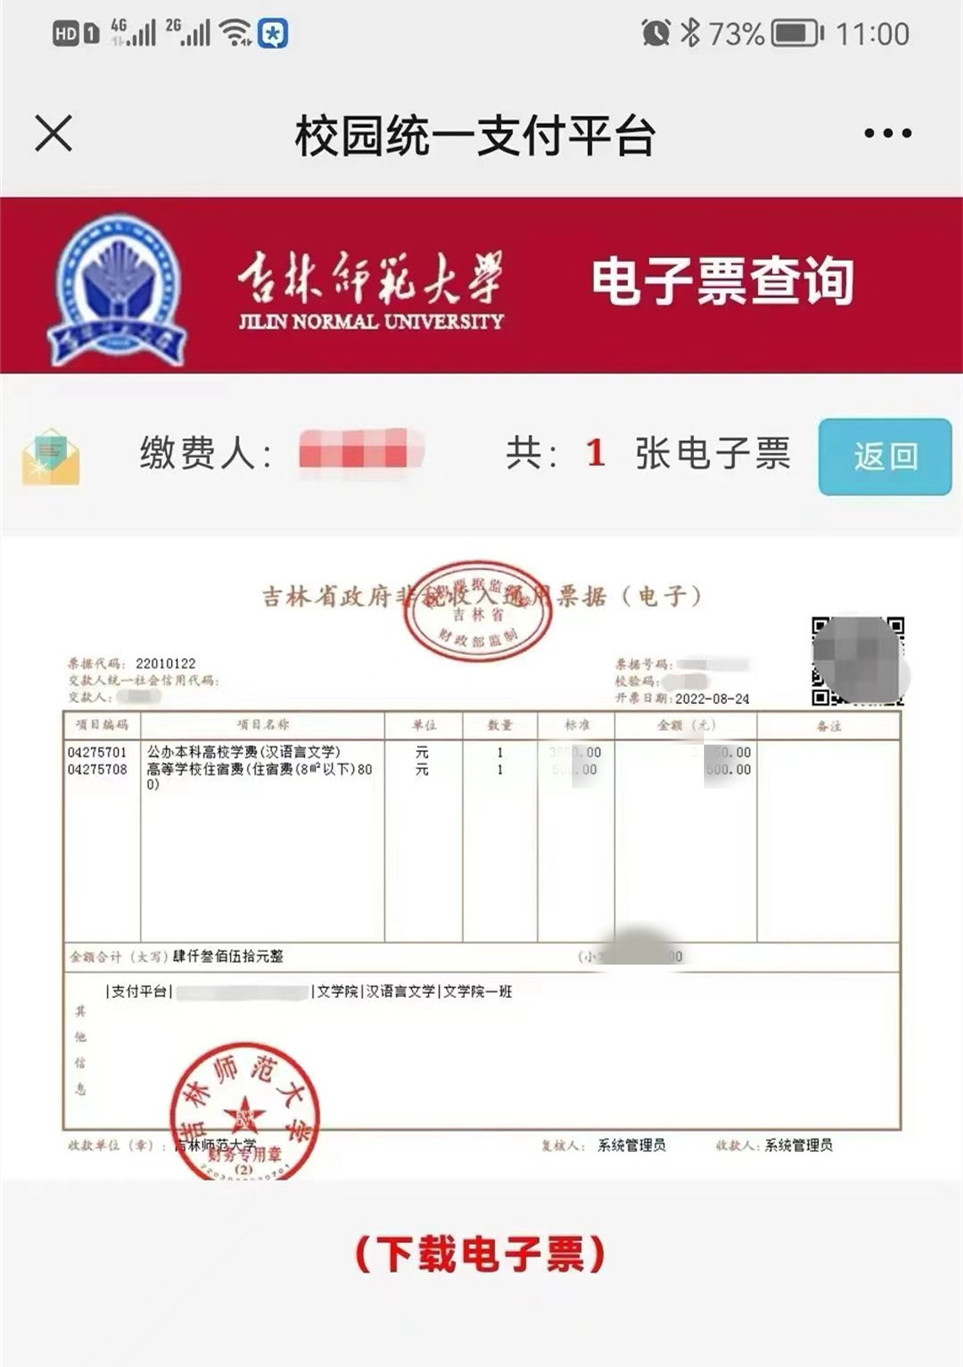 HD 1 4G 2G 73% 11:00
校园统一支付平台
吉林师范大学
JILIN NORMAL UNIVERSITY
电子票查询
缴费人: 共: 1 张电子票 返回
吉林省政府非税收入通用票据（电子）
吉林省
财政部监制
票据代码: 22010122
交款人统一社会信用代码:
交款人:
票据号码:
校验码:
开票日期: 2022-08-24
项目编码 项目名称 单位 数量 标准 金额（元） 备注
04275701 公办本科高校学费(汉语言文学) 元 1
04275708 高等学校住宿费(住宿费(8㎡以下)80 元 1
0)
金额合计（大写）肆仟叁佰伍拾元整
|支付平台| |文学院|汉语言文学|文学院一班
其他信息
吉林师范大学
财务专用章
(2)
收款单位（章）: 吉林师范大学 复核人: 系统管理员 收款人: 系统管理员
(下载电子票)